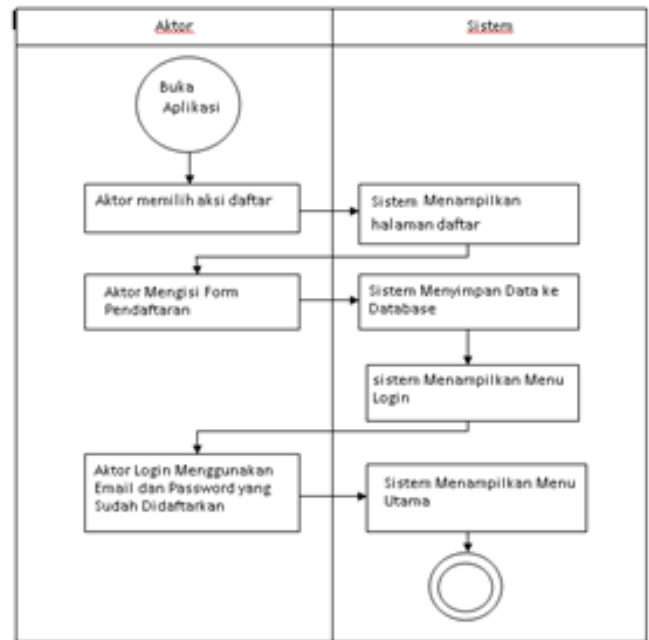 Aktor
Sistem
Buka
Aplikasi
Aktor memilih aksi daftar
Sistem Menampilkan
halaman daftar
Aktor Mengisi Form
Pendaftaran
Sistem Menyimpan Data ke
Database
sistem Menampilkan Menu
Login
Aktor Login Menggunakan
Email dan Password yang
Sudah Didaftarkan
Sistem Menampilkan Menu
Utama